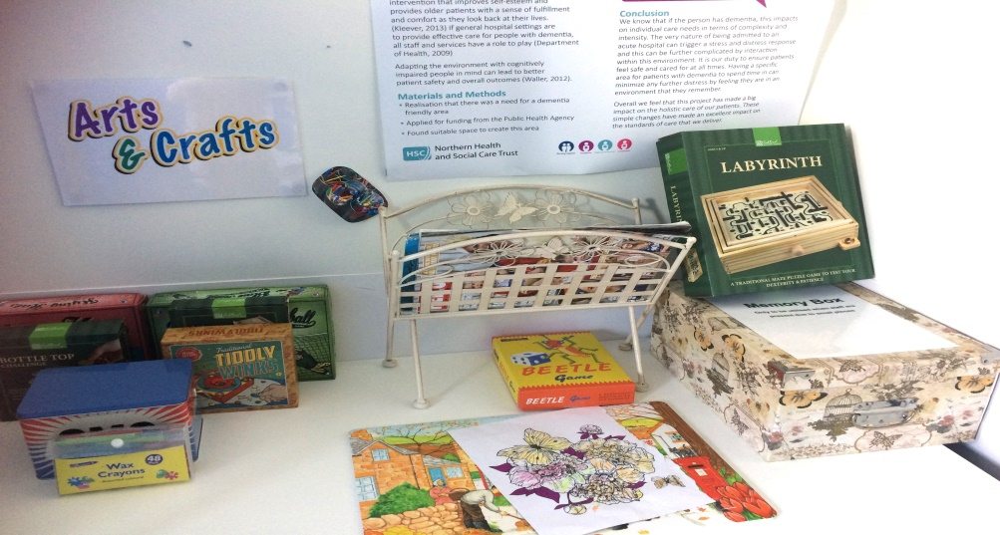 intervention that improves self-esteem and
provides older patients with a sense of fulfillment
and comfort as they look back at their lives.
(Kleever, 2013) If general hospital settings are
to provide effective care for people with dementia,
all staff and services have a role to play (Department
of Health, 2009)
Adapting the environment with cognitively
impaired people in mind can lead to better
patient safety and overall outcomes (Waller, 2012).
Materials and Methods
• Realisation that there was a need for a dementia
friendly area
• Applied for funding from the Public Health Agency
• Found suitable space to create this area
HSC Northern Health
and Social Care Trust
Conclusion
We know that if the person has dementia, this impacts
on individual care needs in terms of complexity and
intensity. The very nature of being admitted to an
acute hospital can trigger a stress and distress response
and this can be further complicated by interaction
within this environment. It is our duty to ensure patients
feel safe and cared for at all times. Having a specific
area for patients with dementia to spend time in can
minimize any further distress by feeling they are in an
environment that they remember.
Overall we feel that this project has made a big
impact on the holistic care of our patients. These
simple changes have made an excellent impact on
the standards of care that we deliver.
Arts
& Crafts
LABYRINTH
LABYRINTH
A TRADITIONAL MAZE PUZZLE GAME TO TEST YOUR
DEXTERITY & PATIENCE
Memory Box
BOTTLE TOP
CHALLENGE
TIDDLYWINKS
Traditional
TIDDLY
WINKS
BEETLE
Game
BEETLE Game
Wax
Crayons
48